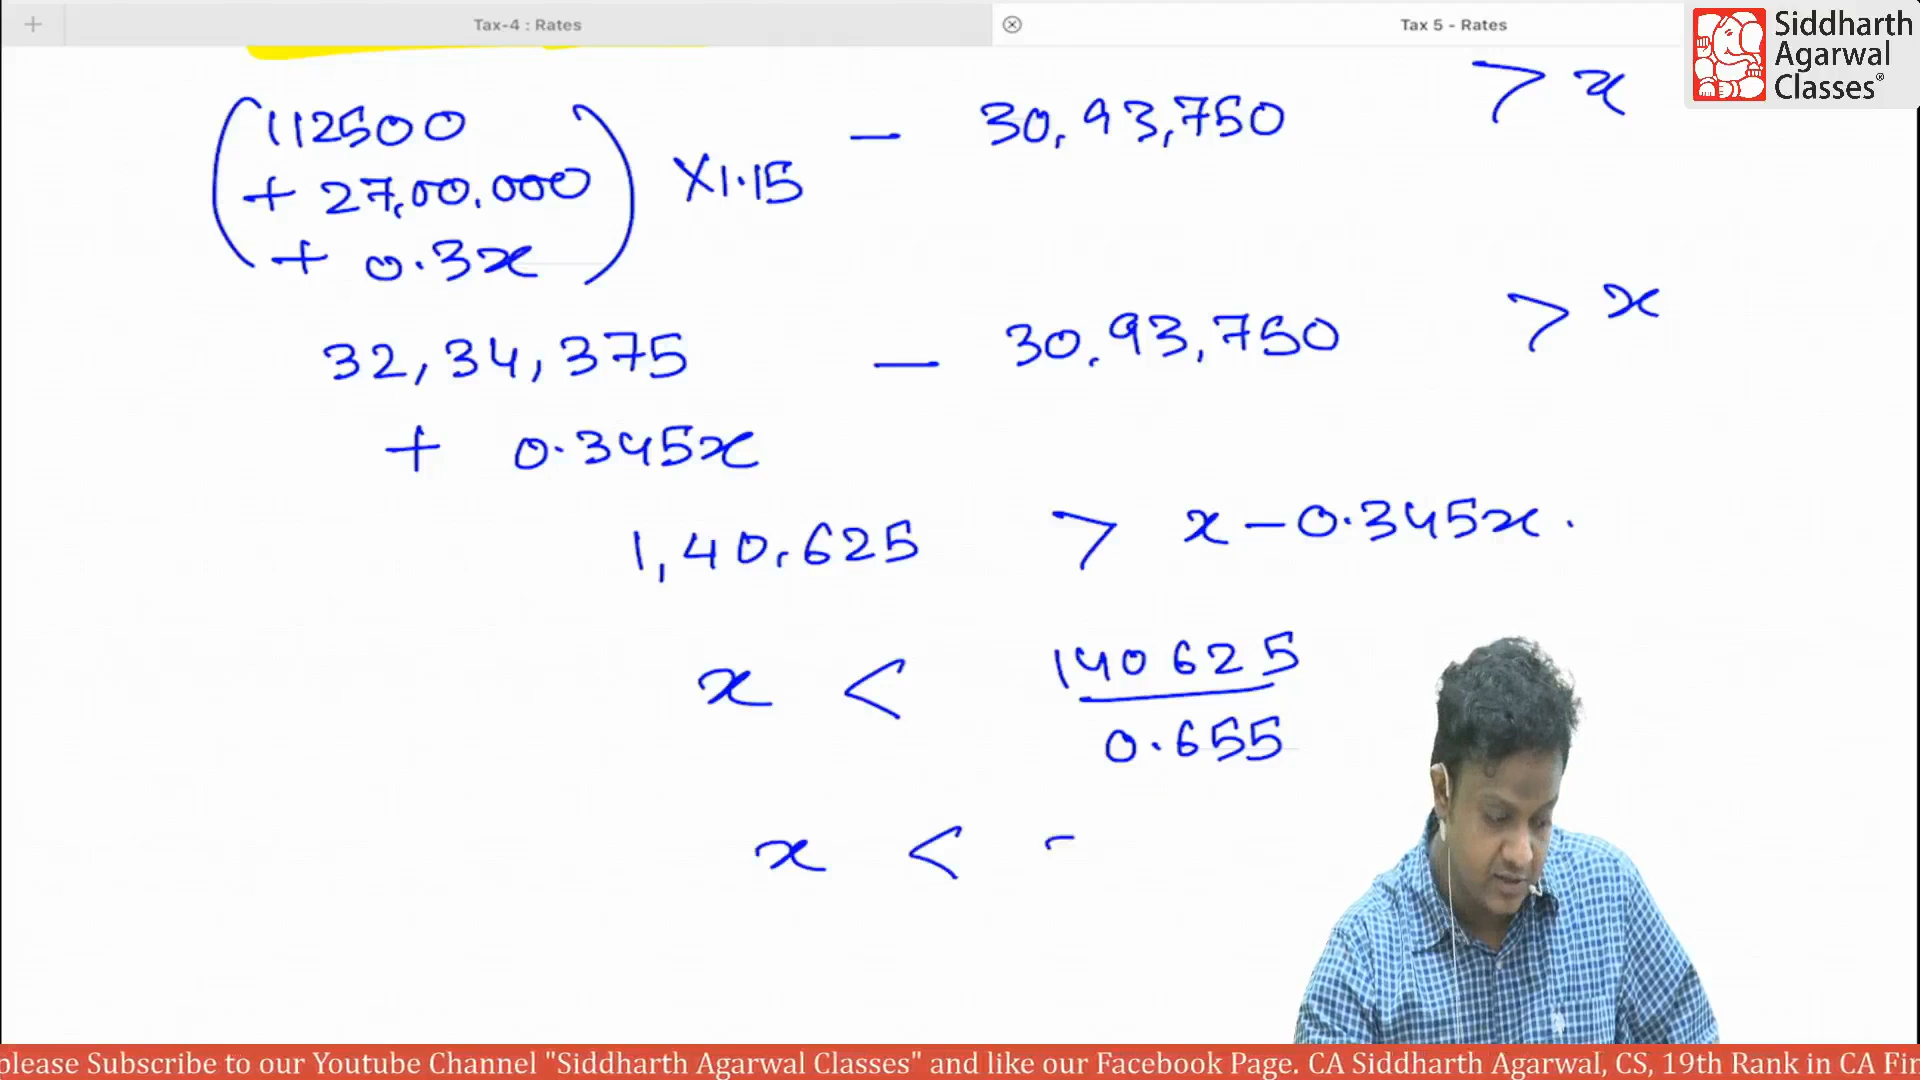 Tax-4 : Rates
Tax 5 - Rates
Siddharth
Agarwal
Classes®
(112500
+ 27,00,000
+ 0.3x) X1.15 - 30,93,750 > x
32,34,375 - 30,93,750 > x
+ 0.345x
1,40,625 > x - 0.345x.
x < 140625
0.655
x <
please Subscribe to our Youtube Channel "Siddharth Agarwal Classes" and like our Facebook Page. CA Siddharth Agarwal, CS, 19th Rank in CA